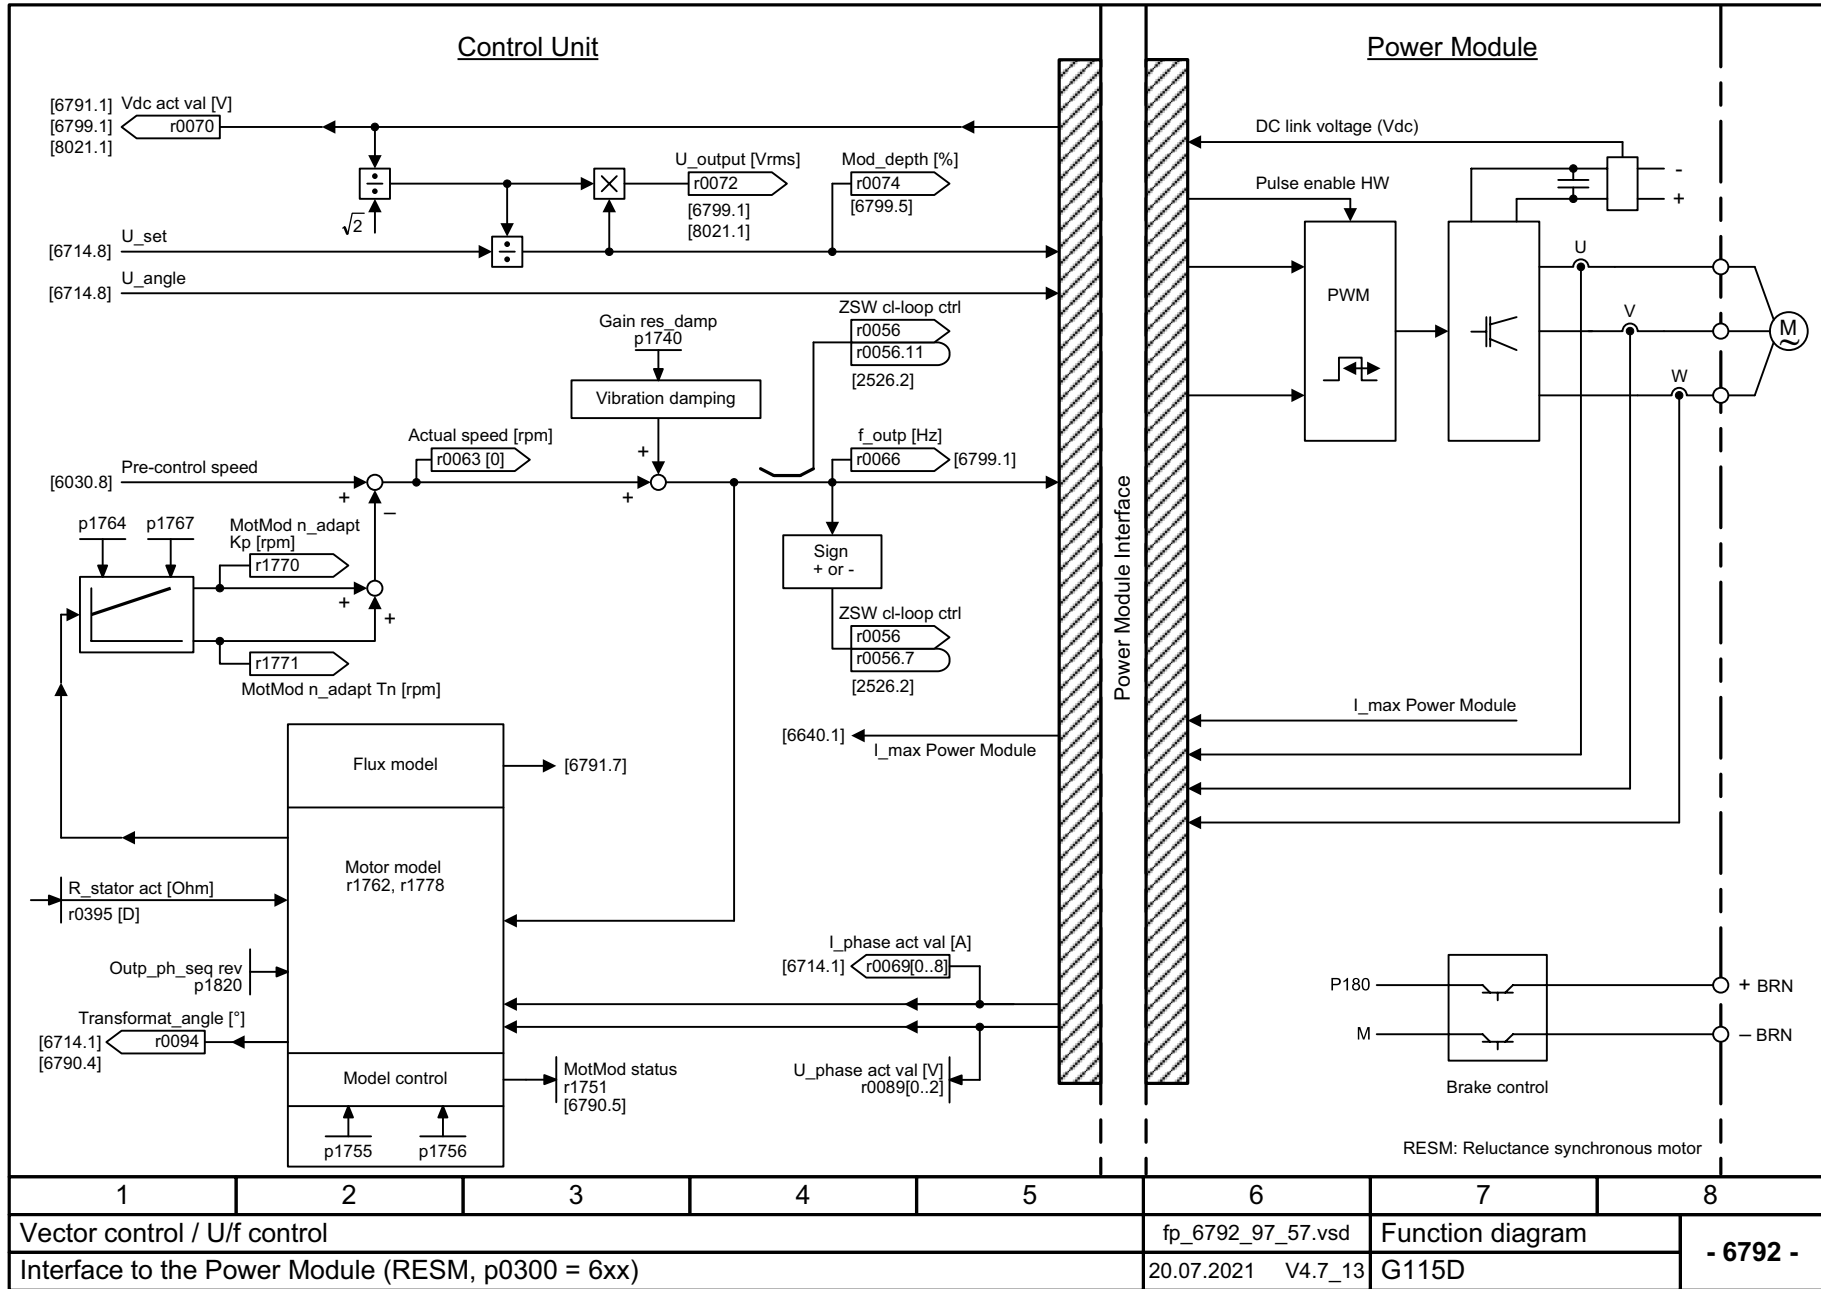 Control Unit
Power Module
[6791.1] Vdc act val [V]
[6799.1] r0070
[8021.1]
DC link voltage (Vdc)
U_output [Vrms]
r0072
[6799.1]
[8021.1]
Mod_depth [%]
r0074
[6799.5]
÷
√2
×
Pulse enable HW
-
+
U_set
[6714.8]
÷
U_angle
[6714.8]
PWM
U
V
W
M
~
ZSW cl-loop ctrl
r0056
r0056.11
[2526.2]
Gain res_damp
p1740
Vibration damping
+
Actual speed [rpm]
r0063 [0]
f_outp [Hz]
r0066 [6799.1]
Pre-control speed
[6030.8]
+
–
+
p1764 p1767
MotMod n_adapt
Kp [rpm]
r1770
+
+
r1771
MotMod n_adapt Tn [rpm]
Sign
+ or -
ZSW cl-loop ctrl
r0056
r0056.7
[2526.2]
Power Module Interface
I_max Power Module
[6640.1]
I_max Power Module
Flux model
[6791.7]
Motor model
r1762, r1778
R_stator act [Ohm]
r0395 [D]
Outp_ph_seq rev
p1820
Transformat_angle [°]
[6714.1] r0094
[6790.4]
I_phase act val [A]
[6714.1] r0069[0..8]
U_phase act val [V]
r0089[0..2]
Model control
MotMod status
r1751
[6790.5]
p1755 p1756
P180
+ BRN
M
– BRN
Brake control
RESM: Reluctance synchronous motor
1 2 3 4 5 6 7 8
Vector control / U/f control
fp_6792_97_57.vsd
Function diagram
- 6792 -
Interface to the Power Module (RESM, p0300 = 6xx)
20.07.2021 V4.7_13
G115D